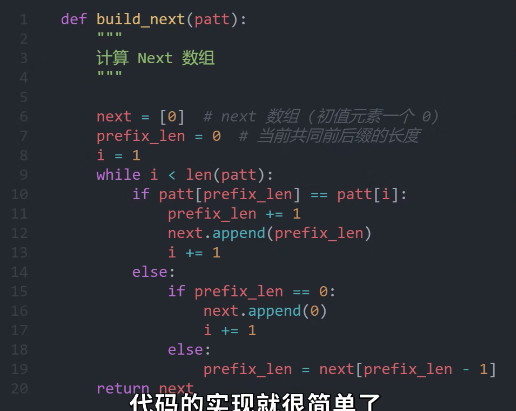 1 def build_next(patt):
2 """
3 计算 Next 数组
4 """
5
6 next = [0] # next 数组 (初值元素一个 0)
7 prefix_len = 0 # 当前共同前后缀的长度
8 i = 1
9 while i < len(patt):
10 if patt[prefix_len] == patt[i]:
11 prefix_len += 1
12 next.append(prefix_len)
13 i += 1
14 else:
15 if prefix_len == 0:
16 next.append(0)
17 i += 1
18 else:
19 prefix_len = next[prefix_len - 1]
20 return next
代码的实现就很简单了